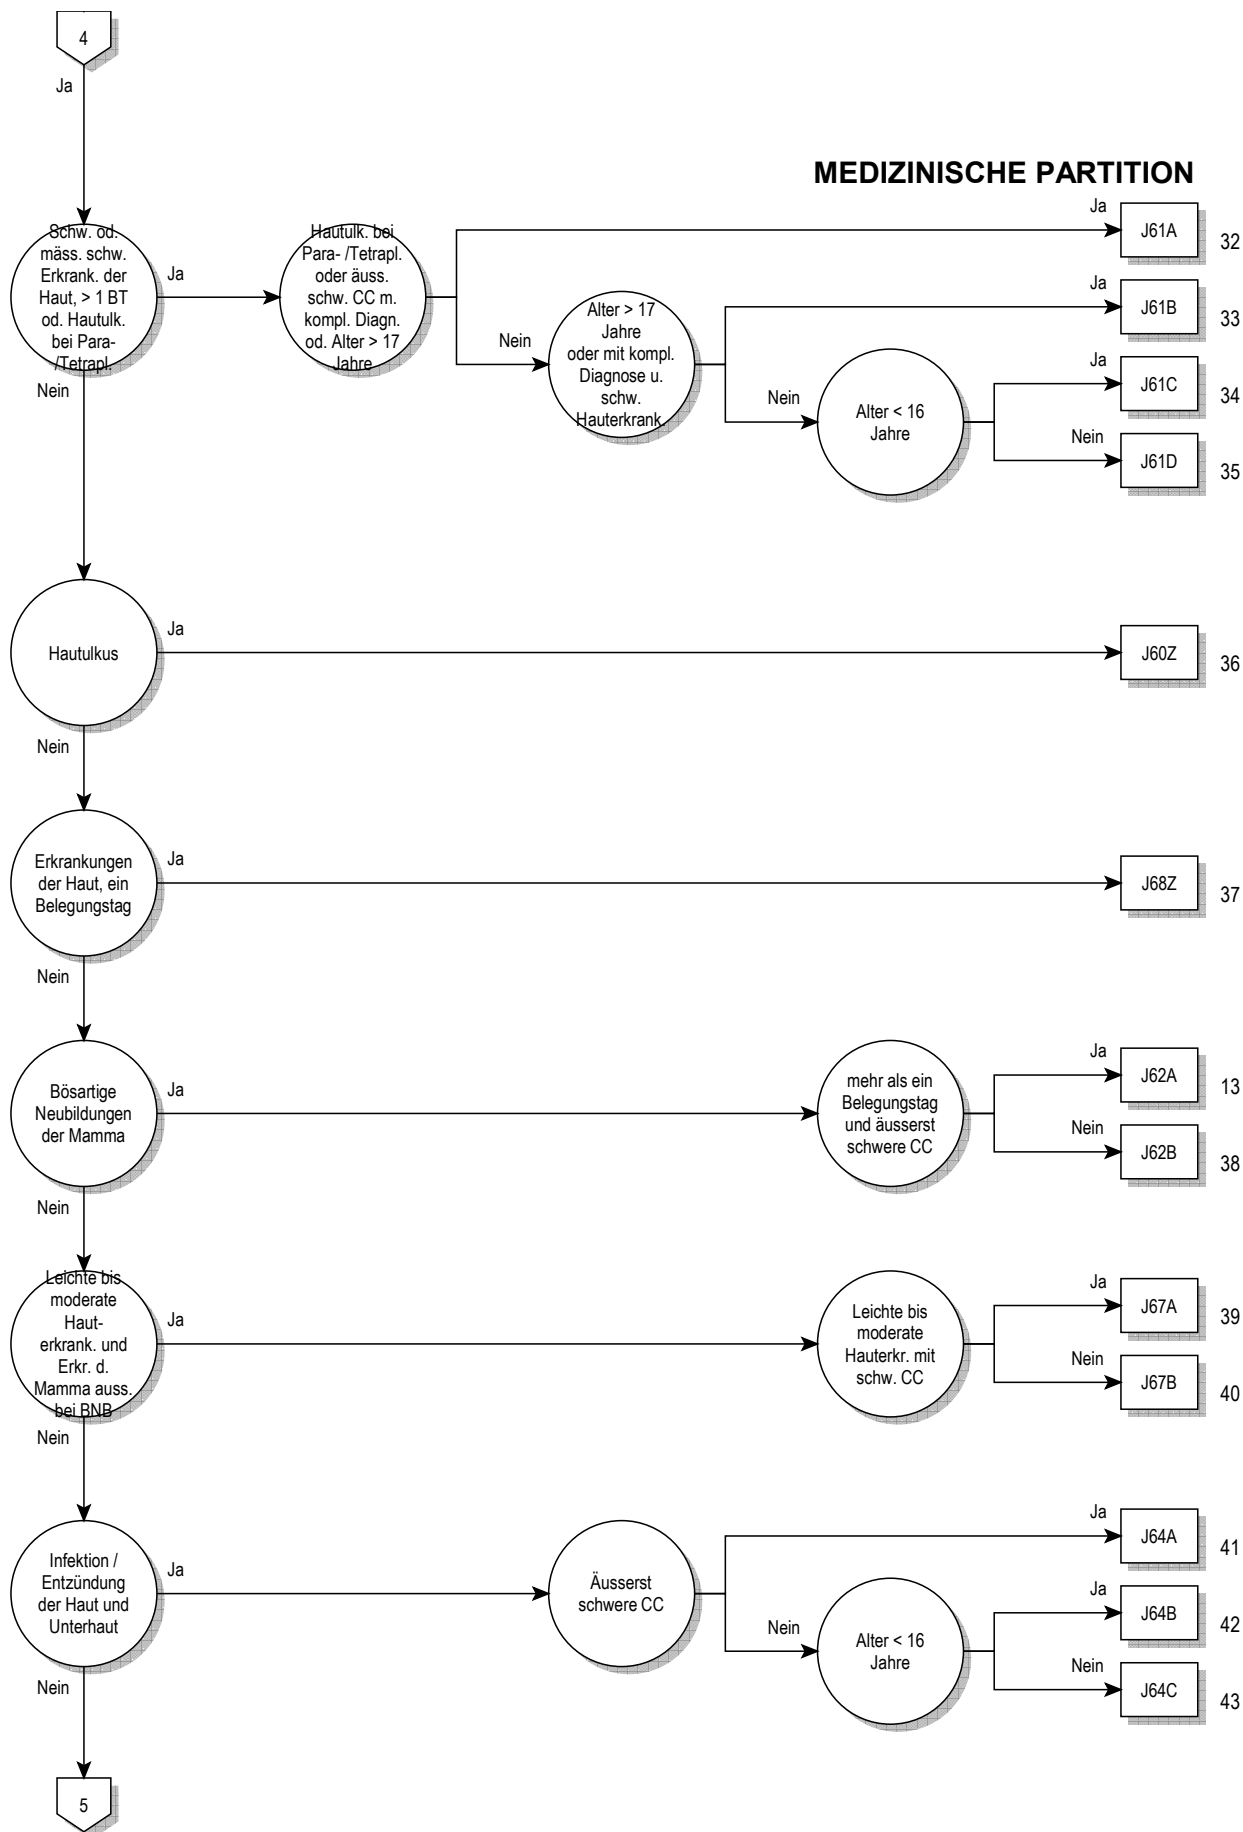 4
Ja
MEDIZINISCHE PARTITION
Schw. od.
mäss. schw.
Erkrank. der
Haut, > 1 BT
od. Hautulk.
bei Para-
/Tetrapl.
Ja
Nein
Hautulk. bei
Para- /Tetrapl.
oder äuss.
schw. CC m.
kompl. Diagn.
od. Alter > 17
Jahre
Ja
J61A
32
Nein
Alter > 17
Jahre
oder mit kompl.
Diagnose u.
schw.
Hauterkrank.
Ja
J61B
33
Nein
Alter < 16
Jahre
Ja
J61C
34
Nein
J61D
35
Hautulkus
Ja
J60Z
36
Nein
Erkrankungen
der Haut, ein
Belegungstag
Ja
J68Z
37
Nein
Bösartige
Neubildungen
der Mamma
Ja
mehr als ein
Belegungstag
und äusserst
schwere CC
Ja
J62A
13
Nein
J62B
38
Nein
Leichte bis
moderate
Haut-
erkrank. und
Erkr. d.
Mamma auss.
bei BNB
Ja
Leichte bis
moderate
Hauterkr. mit
schw. CC
Ja
J67A
39
Nein
J67B
40
Nein
Infektion /
Entzündung
der Haut und
Unterhaut
Ja
Äusserst
schwere CC
Ja
J64A
41
Nein
Alter < 16
Jahre
Ja
J64B
42
Nein
J64C
43
Nein
5